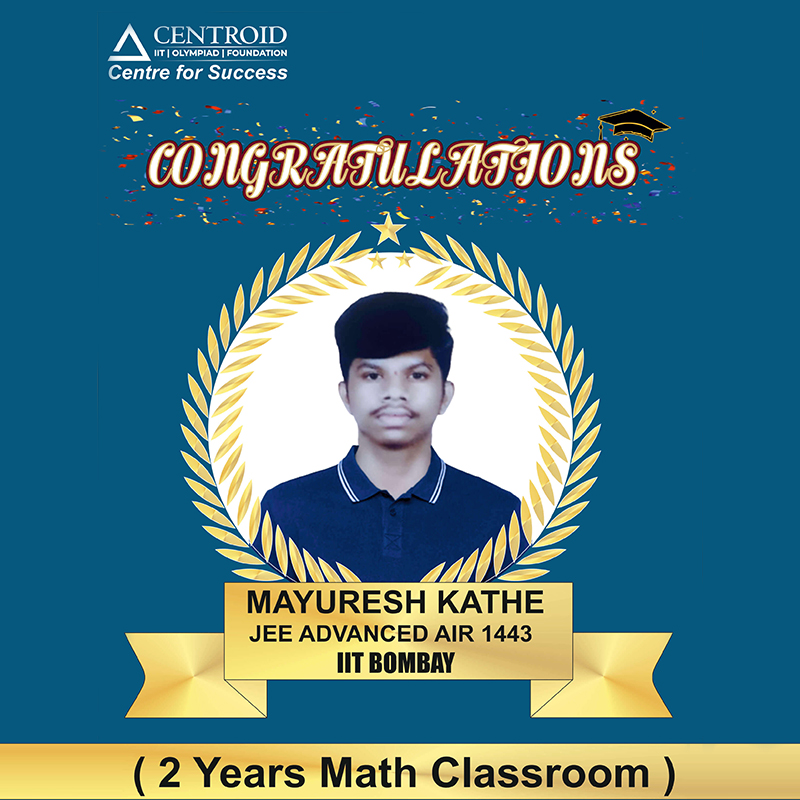 CENTROID
IIT | OLYMPIAD | FOUNDATION
Centre for Success
CONGRATULATIONS
MAYURESH KATHE
JEE ADVANCED AIR 1443
IIT BOMBAY
( 2 Years Math Classroom )